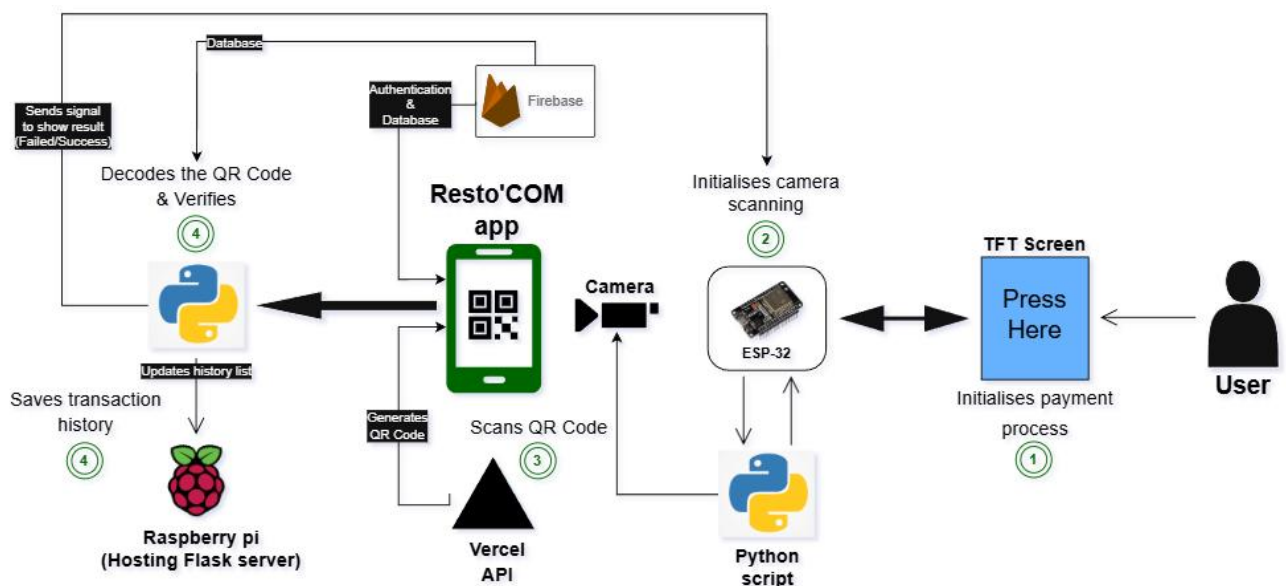 Database
Authentication
&
Database
Firebase
Sends signal
to show result
(Failed/Success)
Decodes the QR Code
& Verifies
4
Resto'COM
app
Initialises camera
scanning
2
TFT Screen
Press
Here
Camera
ESP-32
User
Updates history list
Saves transaction
history
4
Generates
QR Code
Scans QR Code
3
Initialises payment
process
1
Raspberry pi
(Hosting Flask server)
Vercel
API
Python
script